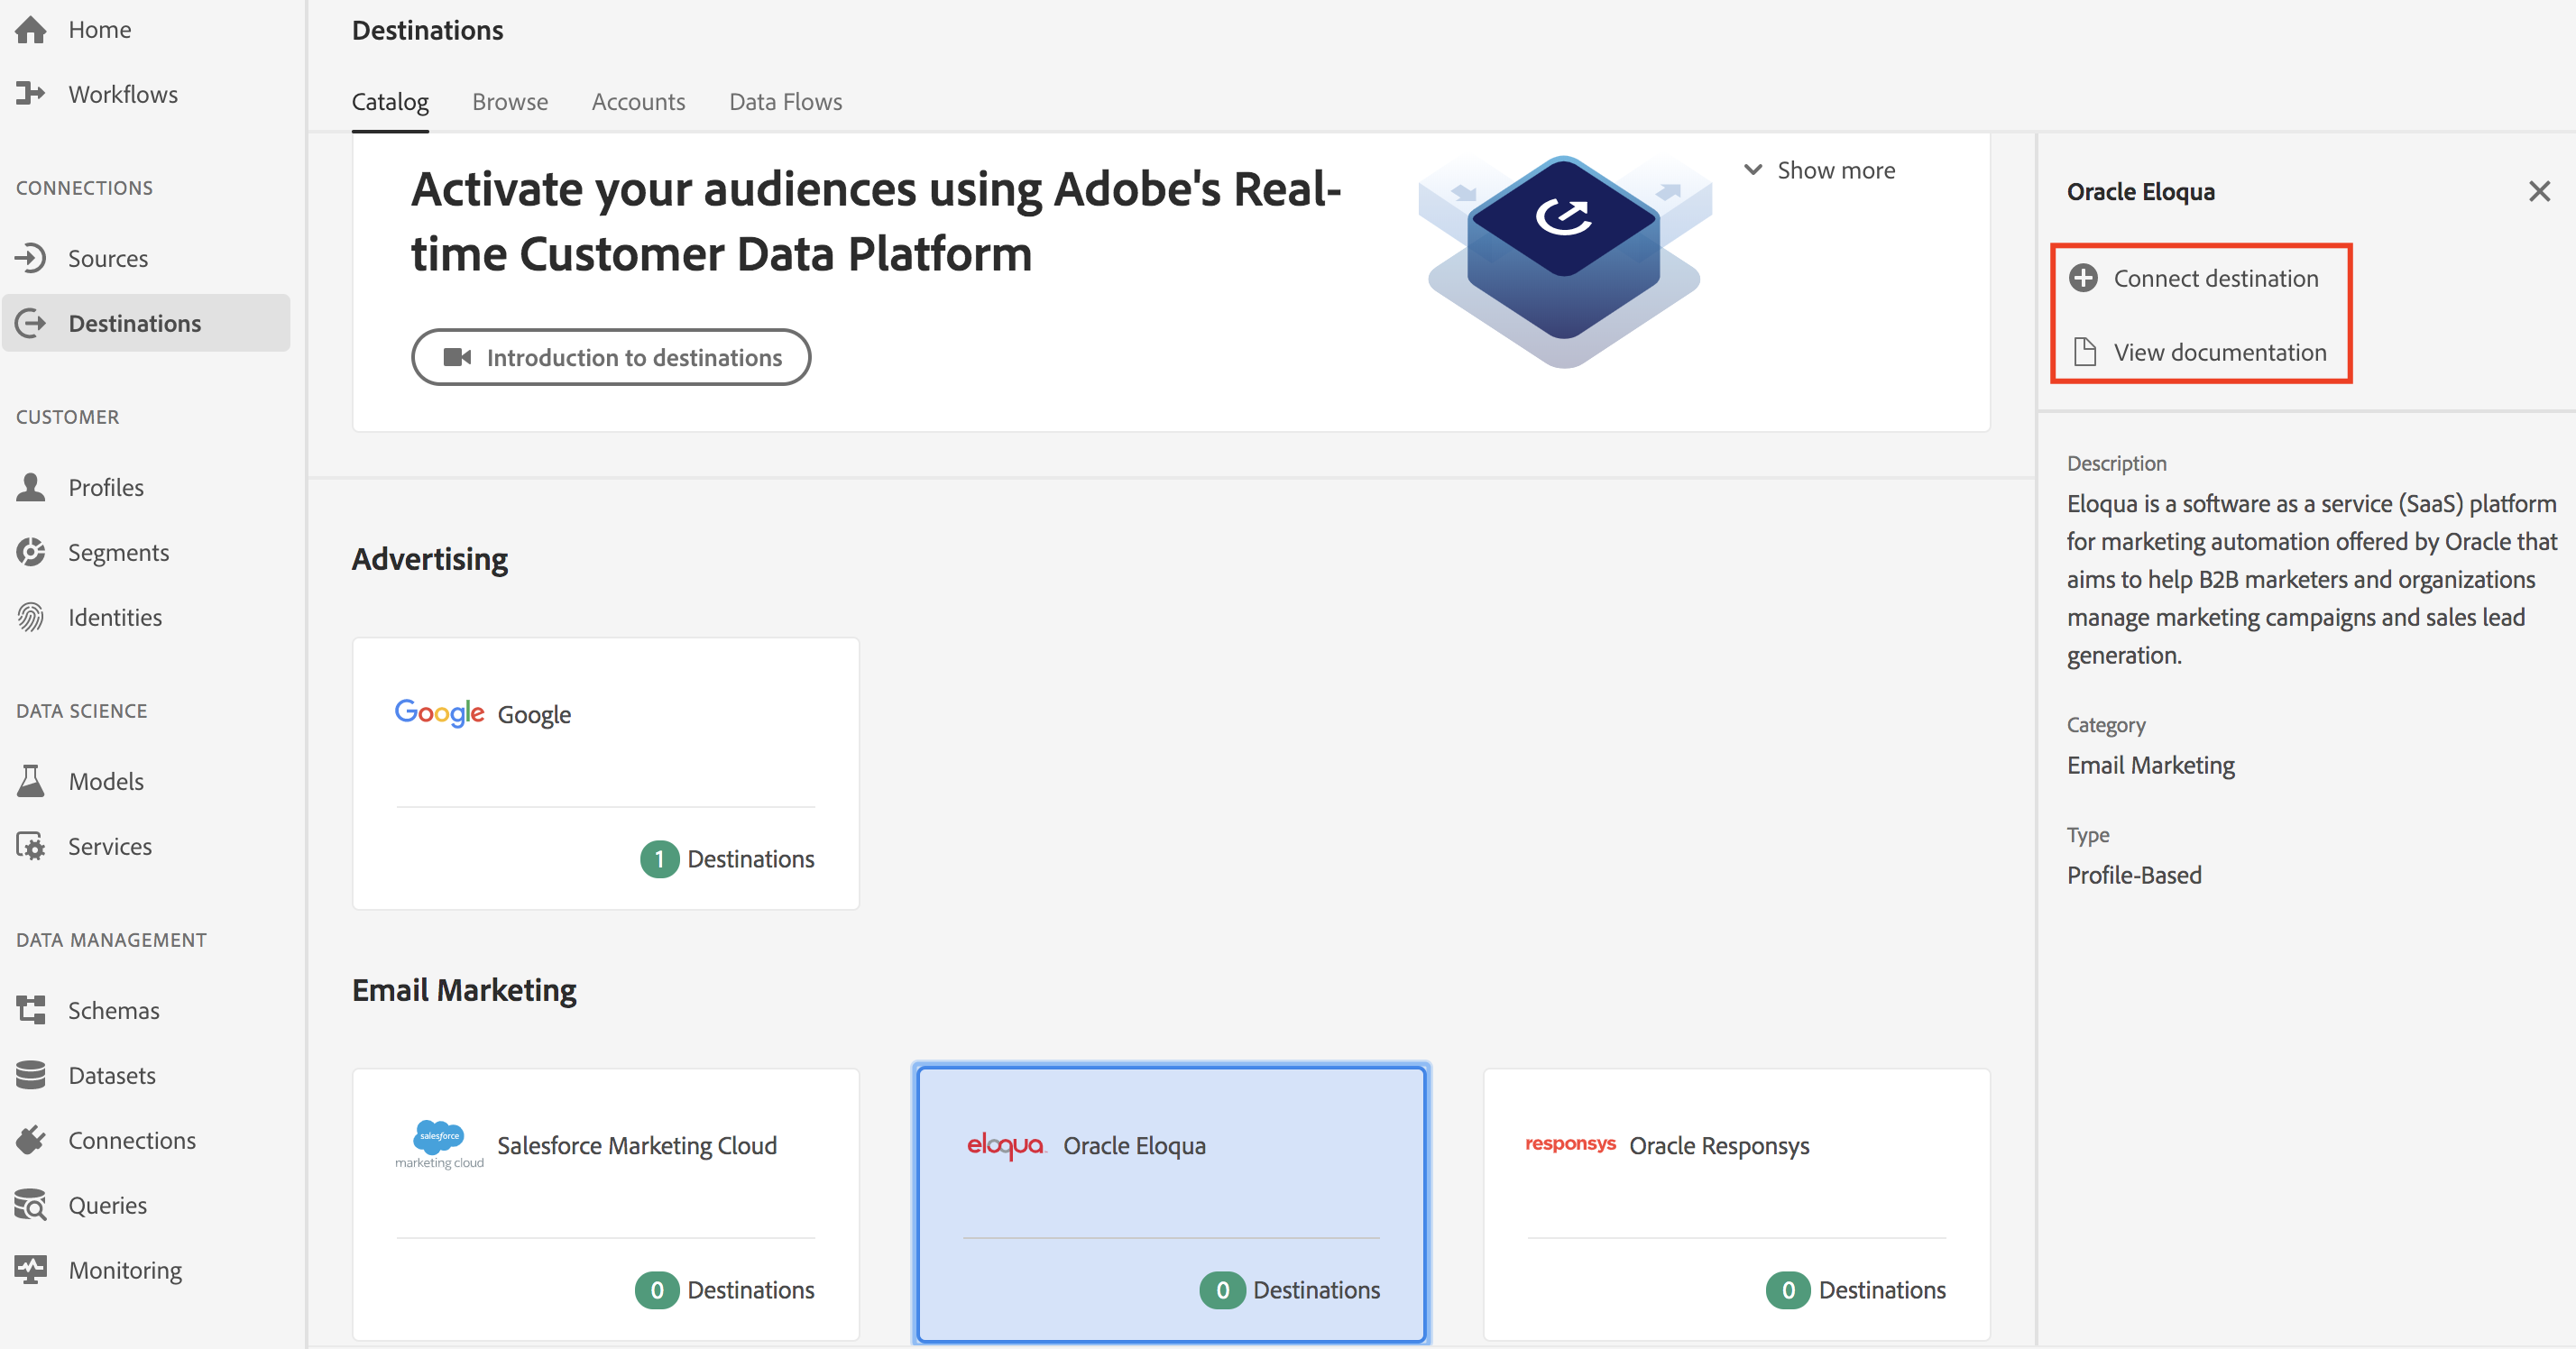 Home
Workflows
CONNECTIONS
Sources
Destinations
CUSTOMER
Profiles
Segments
Identities
DATA SCIENCE
Models
Services
DATA MANAGEMENT
Schemas
Datasets
Connections
Queries
Monitoring
Destinations
Catalog Browse Accounts Data Flows
Activate your audiences using Adobe's Real-
time Customer Data Platform
Introduction to destinations
Show more
Advertising
Google Google
1 Destinations
Email Marketing
salesforce
marketing cloud
Salesforce Marketing Cloud
0 Destinations
eloqua Oracle Eloqua
0 Destinations
responsys Oracle Responsys
0 Destinations
Oracle Eloqua
Connect destination
View documentation
Description
Eloqua is a software as a service (SaaS) platform
for marketing automation offered by Oracle that
aims to help B2B marketers and organizations
manage marketing campaigns and sales lead
generation.
Category
Email Marketing
Type
Profile-Based